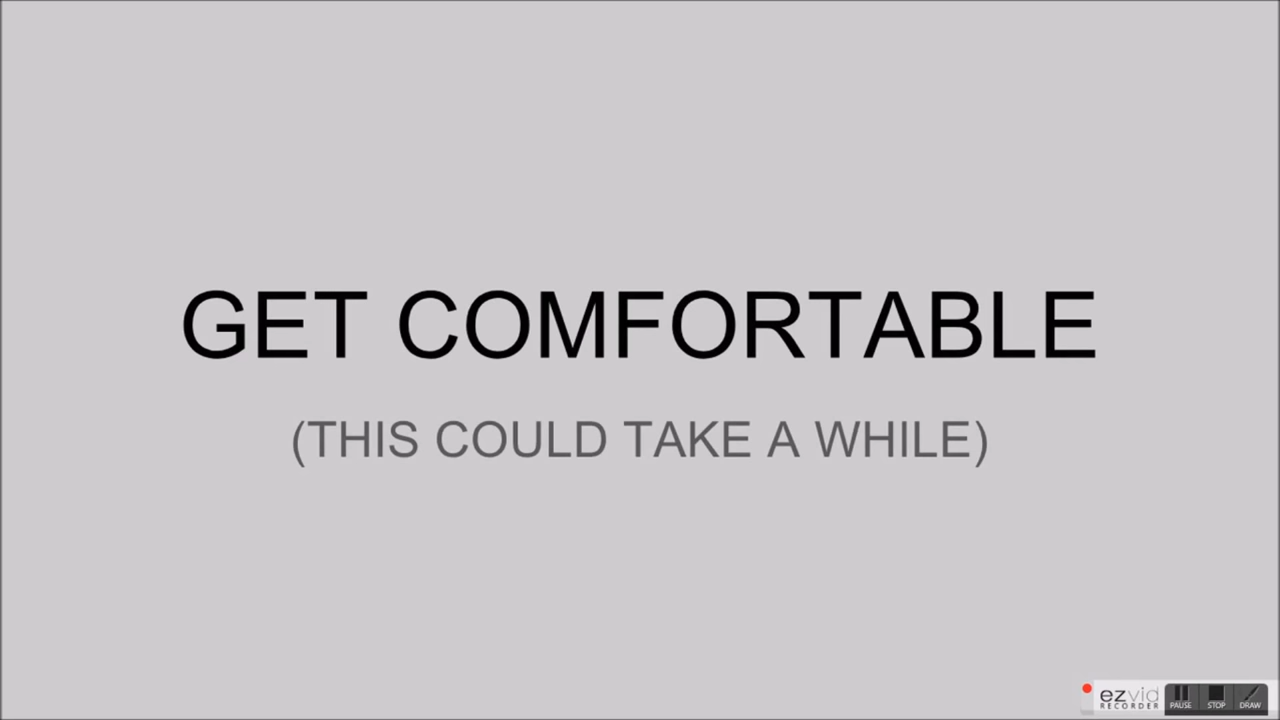 GET COMFORTABLE
(THIS COULD TAKE A WHILE)
ezvid
RECORDER
PAUSE STOP DRAW